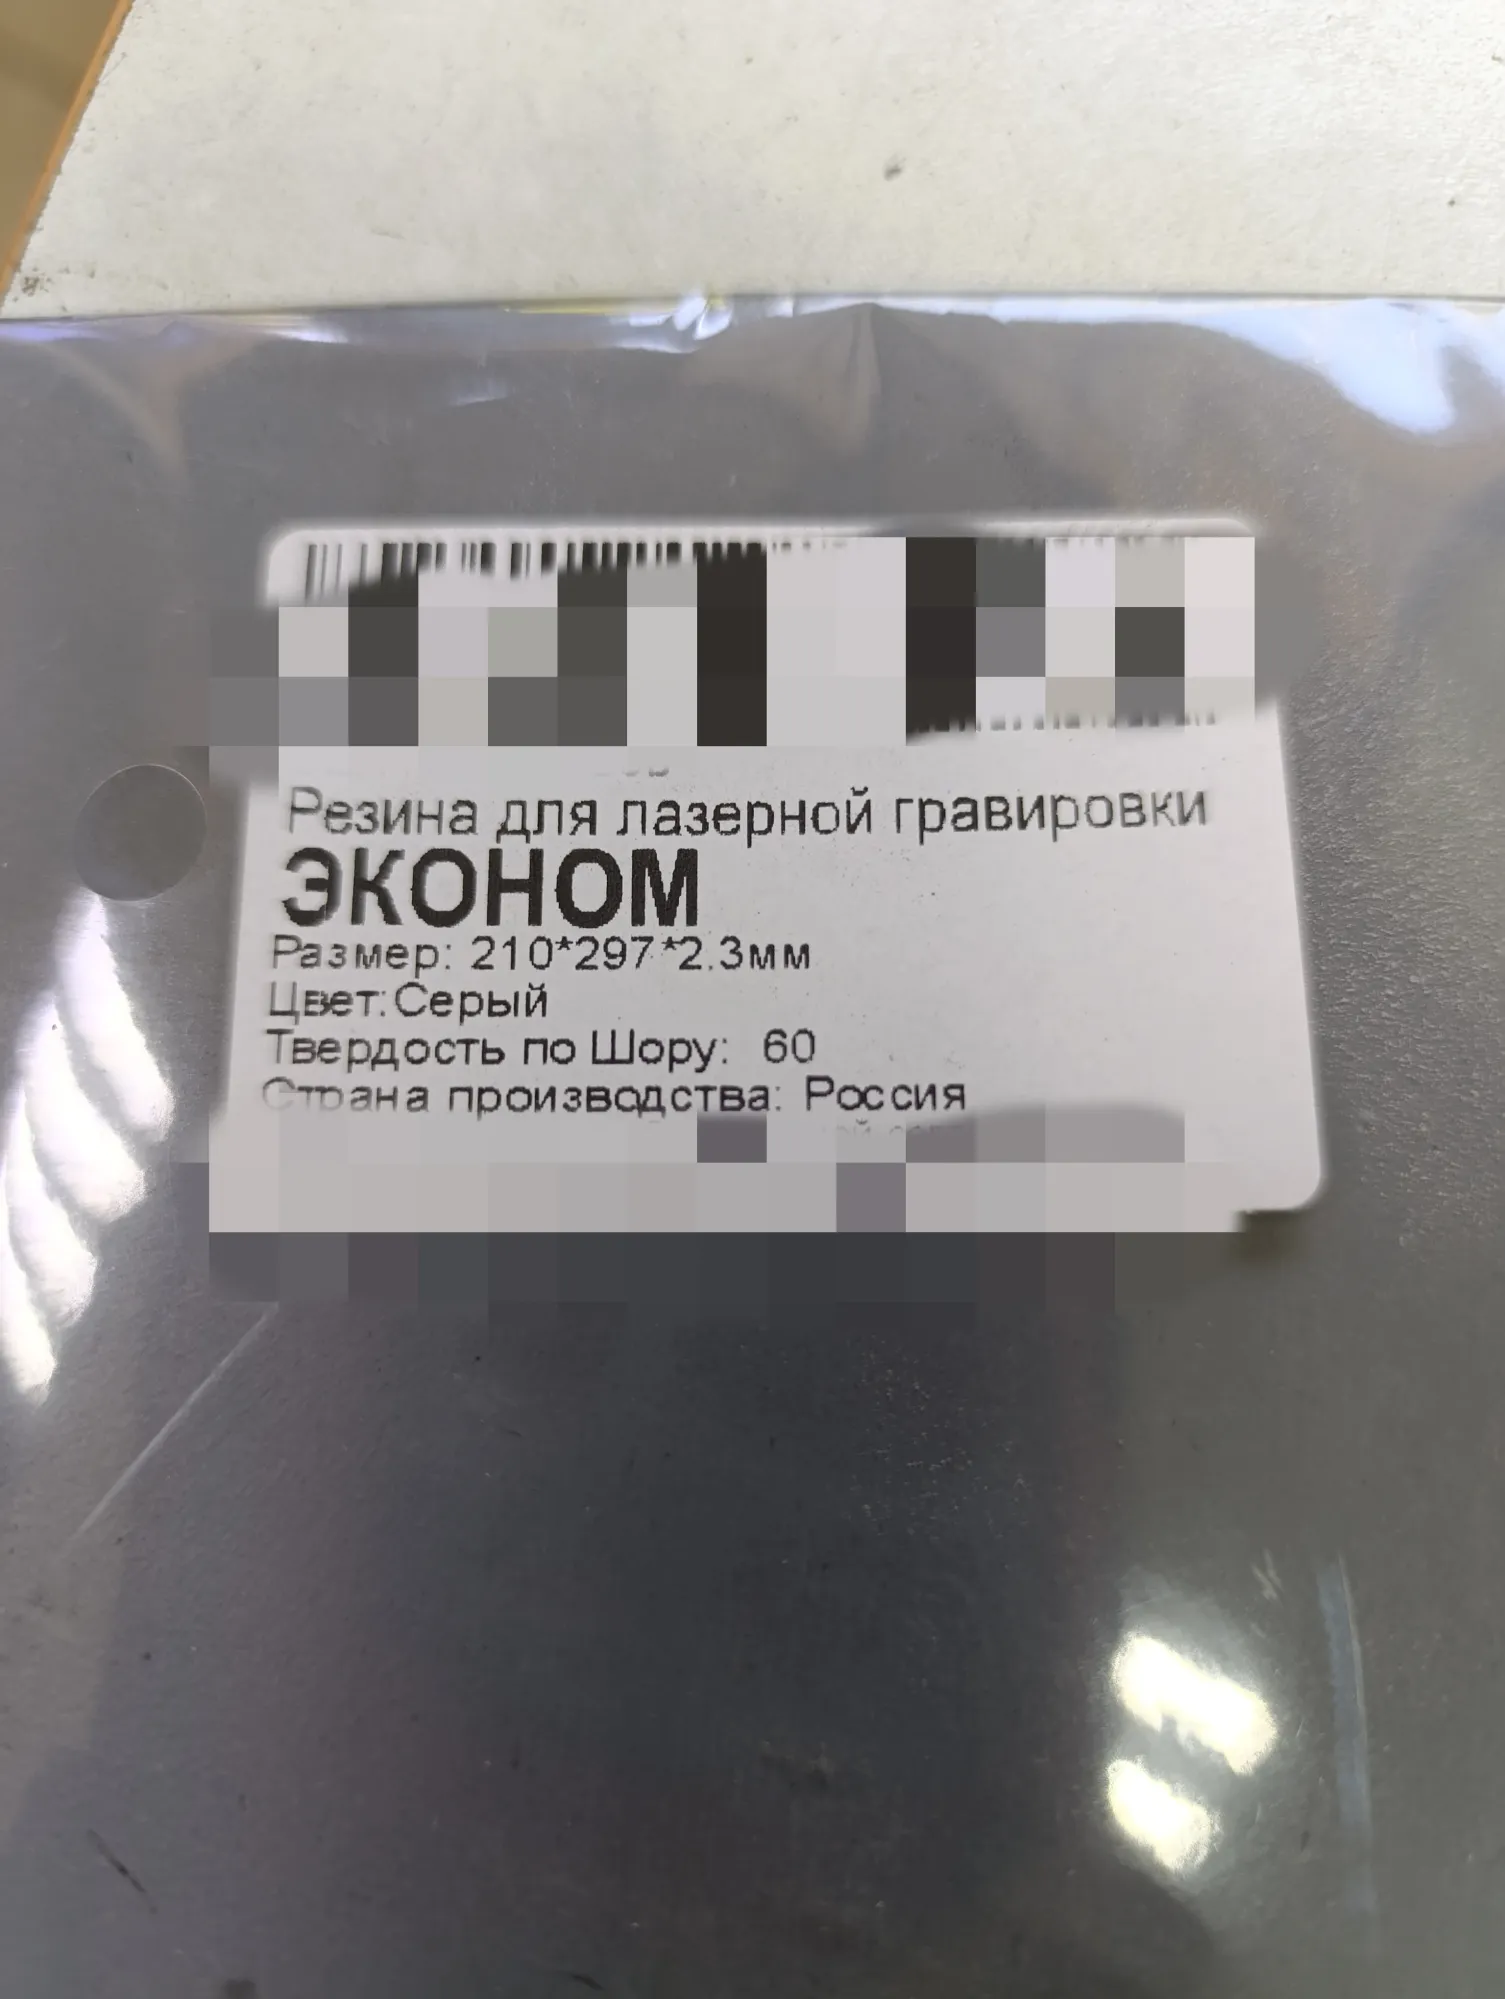 Резина для лазерной гравировки
ЭКОНОМ
Размер: 210*297*2.3мм
Цвет:Серый
Твердость по Шору: 60
Страна производства: Россия